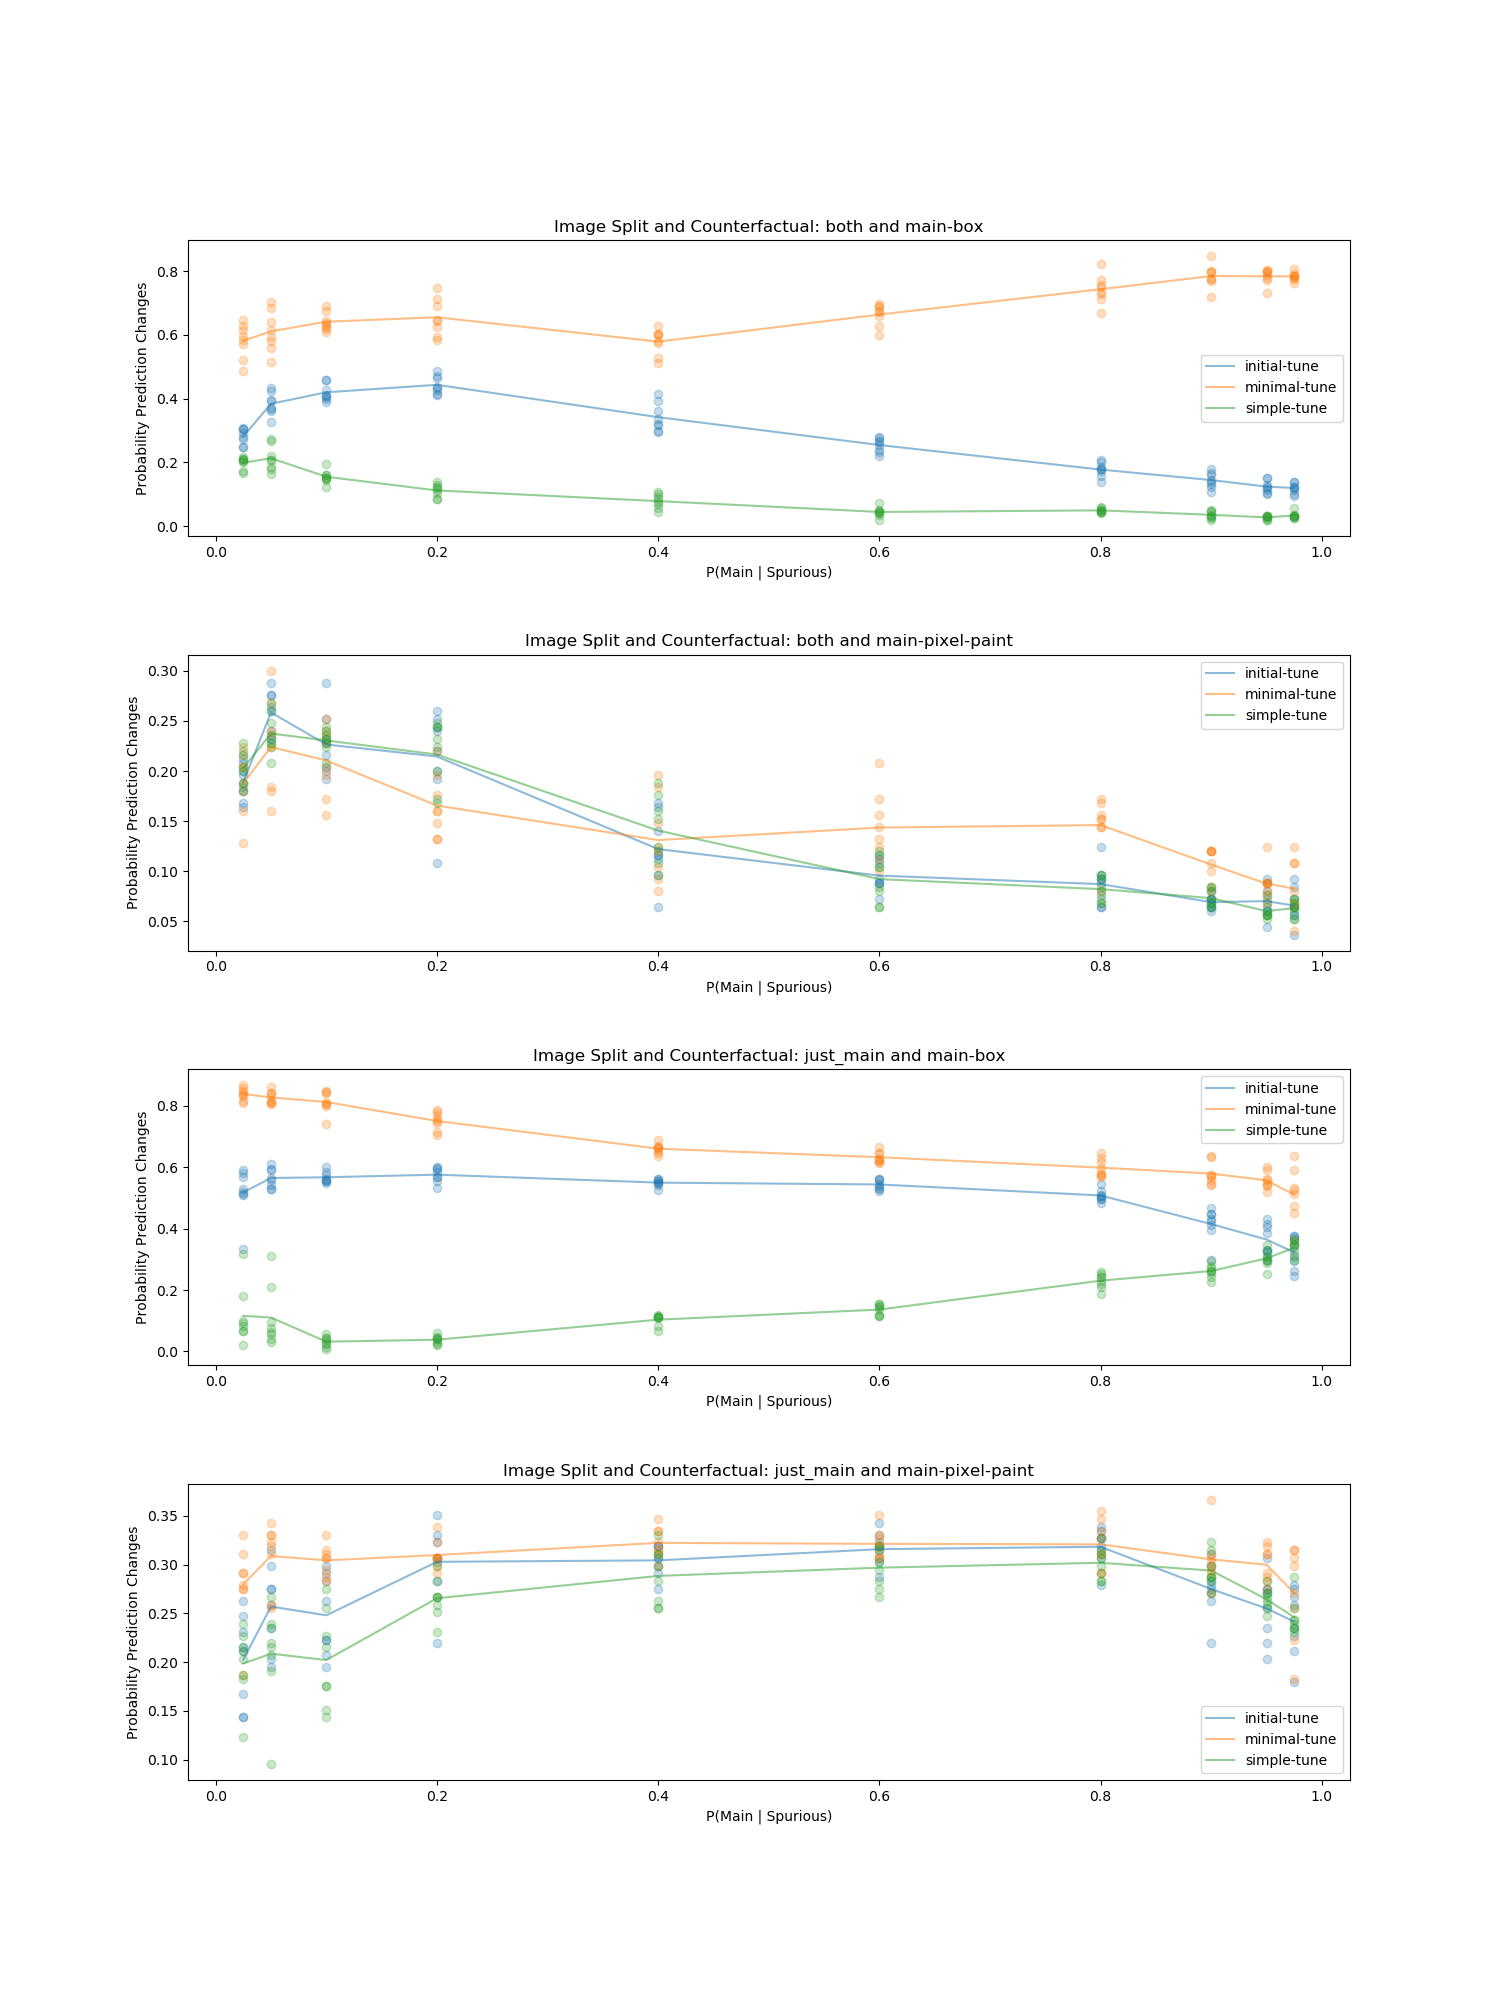 Image Split and Counterfactual: both and main-box
Probability Prediction Changes
0.8
0.6
0.4
0.2
0.0
initial-tune
minimal-tune
simple-tune
0.0 0.2 0.4 0.6 0.8 1.0
P(Main | Spurious)
Image Split and Counterfactual: both and main-pixel-paint
Probability Prediction Changes
0.30
0.25
0.20
0.15
0.10
0.05
initial-tune
minimal-tune
simple-tune
0.0 0.2 0.4 0.6 0.8 1.0
P(Main | Spurious)
Image Split and Counterfactual: just_main and main-box
Probability Prediction Changes
0.8
0.6
0.4
0.2
0.0
initial-tune
minimal-tune
simple-tune
0.0 0.2 0.4 0.6 0.8 1.0
P(Main | Spurious)
Image Split and Counterfactual: just_main and main-pixel-paint
Probability Prediction Changes
0.35
0.30
0.25
0.20
0.15
0.10
initial-tune
minimal-tune
simple-tune
0.0 0.2 0.4 0.6 0.8 1.0
P(Main | Spurious)